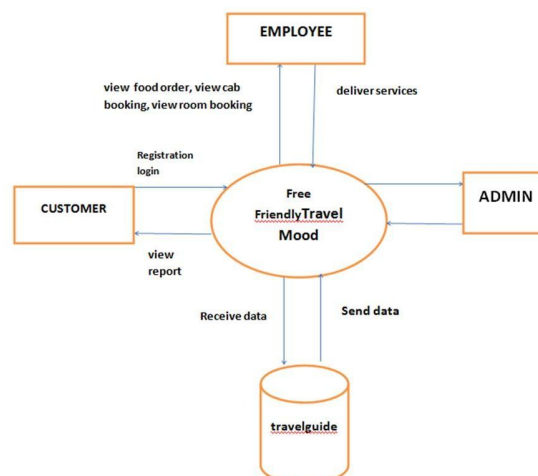 EMPLOYEE
view food order, view cab
booking, view room booking
deliver services
Registration
login
CUSTOMER
Free
FriendlyTravel
Mood
ADMIN
view
report
Receive data
Send data
travelguide